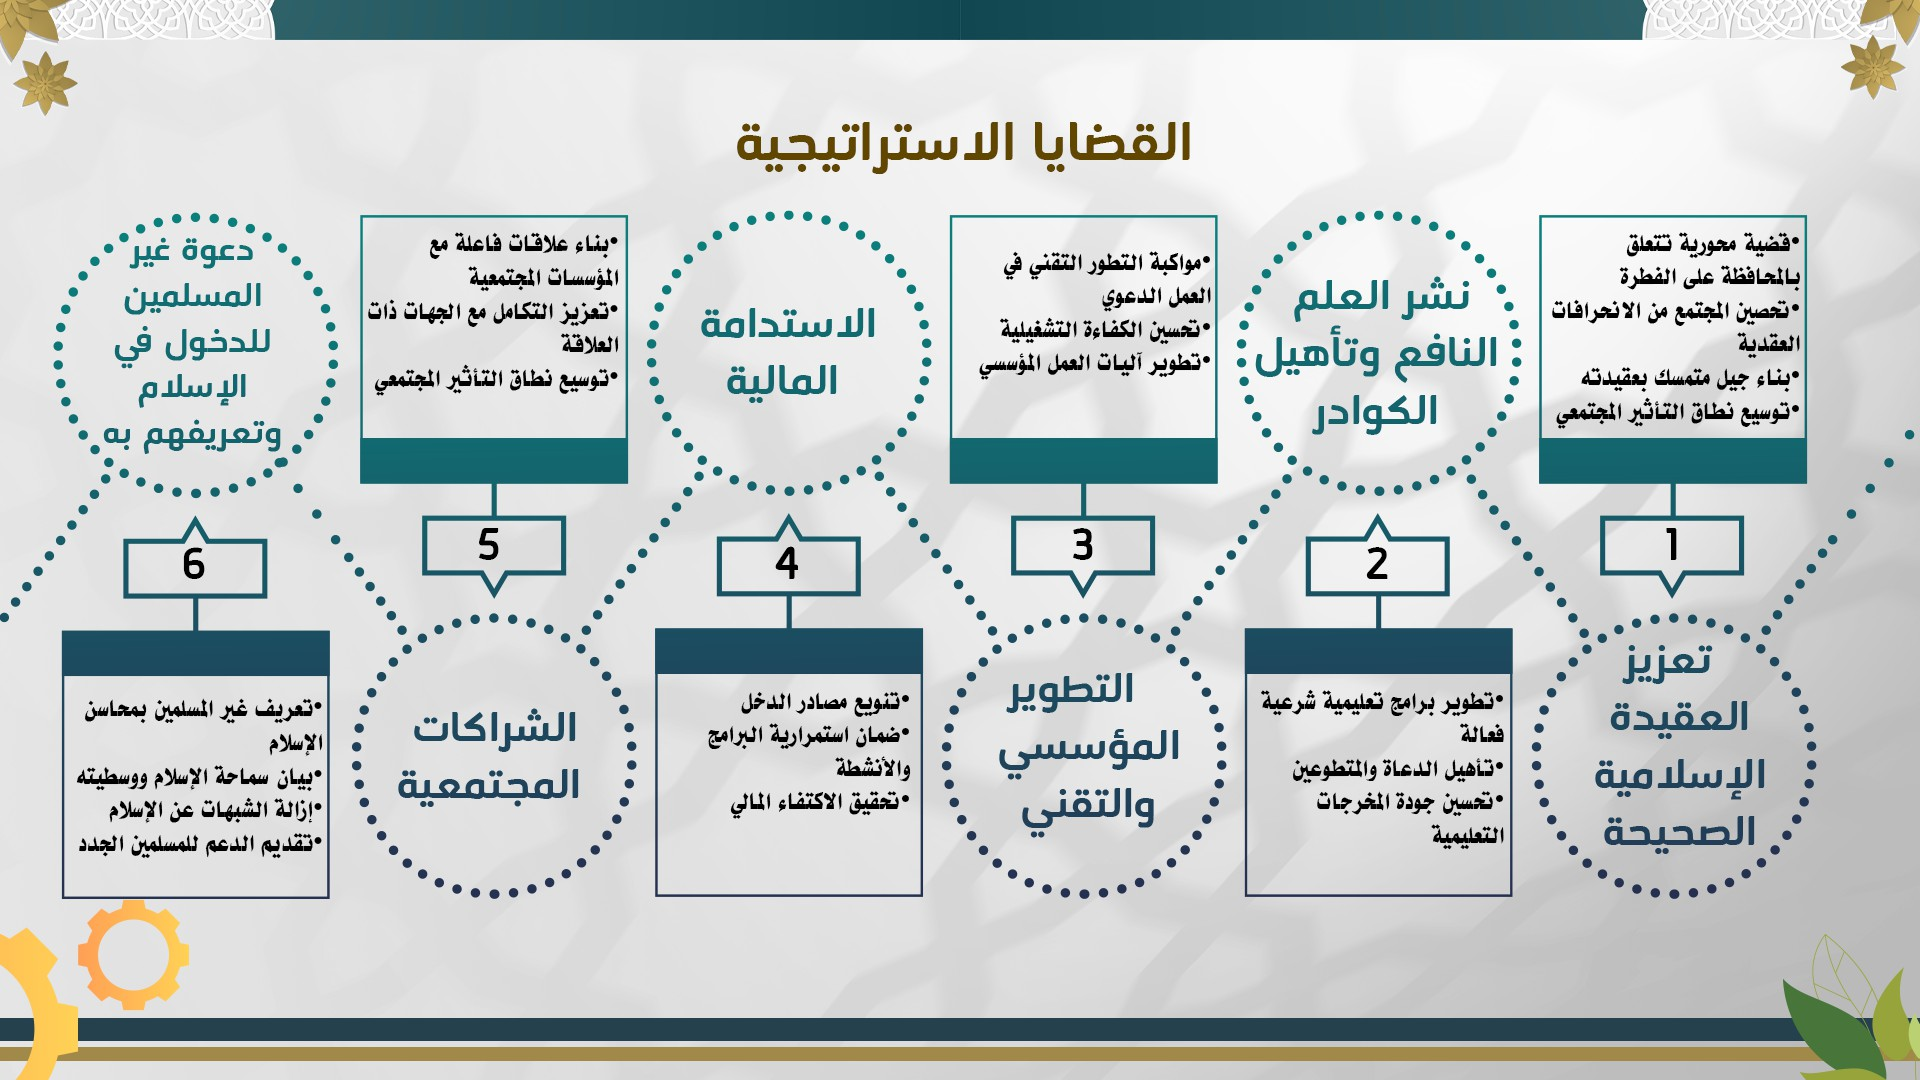 القضايا الاستراتيجية
•قضية محورية تتعلق
بالمحافظة على الفطرة
•تحصين المجتمع من الانحرافات
العقدية
•بناء جيل متمسك بعقيدته
•توسيع نطاق التأثير المجتمعي
1
تعزيز
العقيدة
الإسلامية
الصحيحة
نشر العلم
النافع وتأهيل
الكوادر
2
•تطوير برامج تعليمية شرعية
فعالة
•تأهيل الدعاة والمتطوعين
•تحسين جودة المخرجات
التعليمية
•مواكبة التطور التقني في
العمل الدعوي
•تحسين الكفاءة التشغيلية
•تطوير آليات العمل المؤسسي
3
التطوير
المؤسسي
والتقني
الاستدامة
المالية
4
•تنويع مصادر الدخل
•ضمان استمرارية البرامج
والأنشطة
•تحقيق الاكتفاء المالي
•بناء علاقات فاعلة مع
المؤسسات المجتمعية
•تعزيز التكامل مع الجهات ذات
العلاقة
•توسيع نطاق التأثير المجتمعي
5
الشراكات
المجتمعية
دعوة غير
المسلمين
للدخول في
الإسلام
وتعريفهم به
6
•تعريف غير المسلمين بمحاسن
الإسلام
•بيان سماحة الإسلام ووسطيته
•إزالة الشبهات عن الإسلام
•تقديم الدعم للمسلمين الجدد